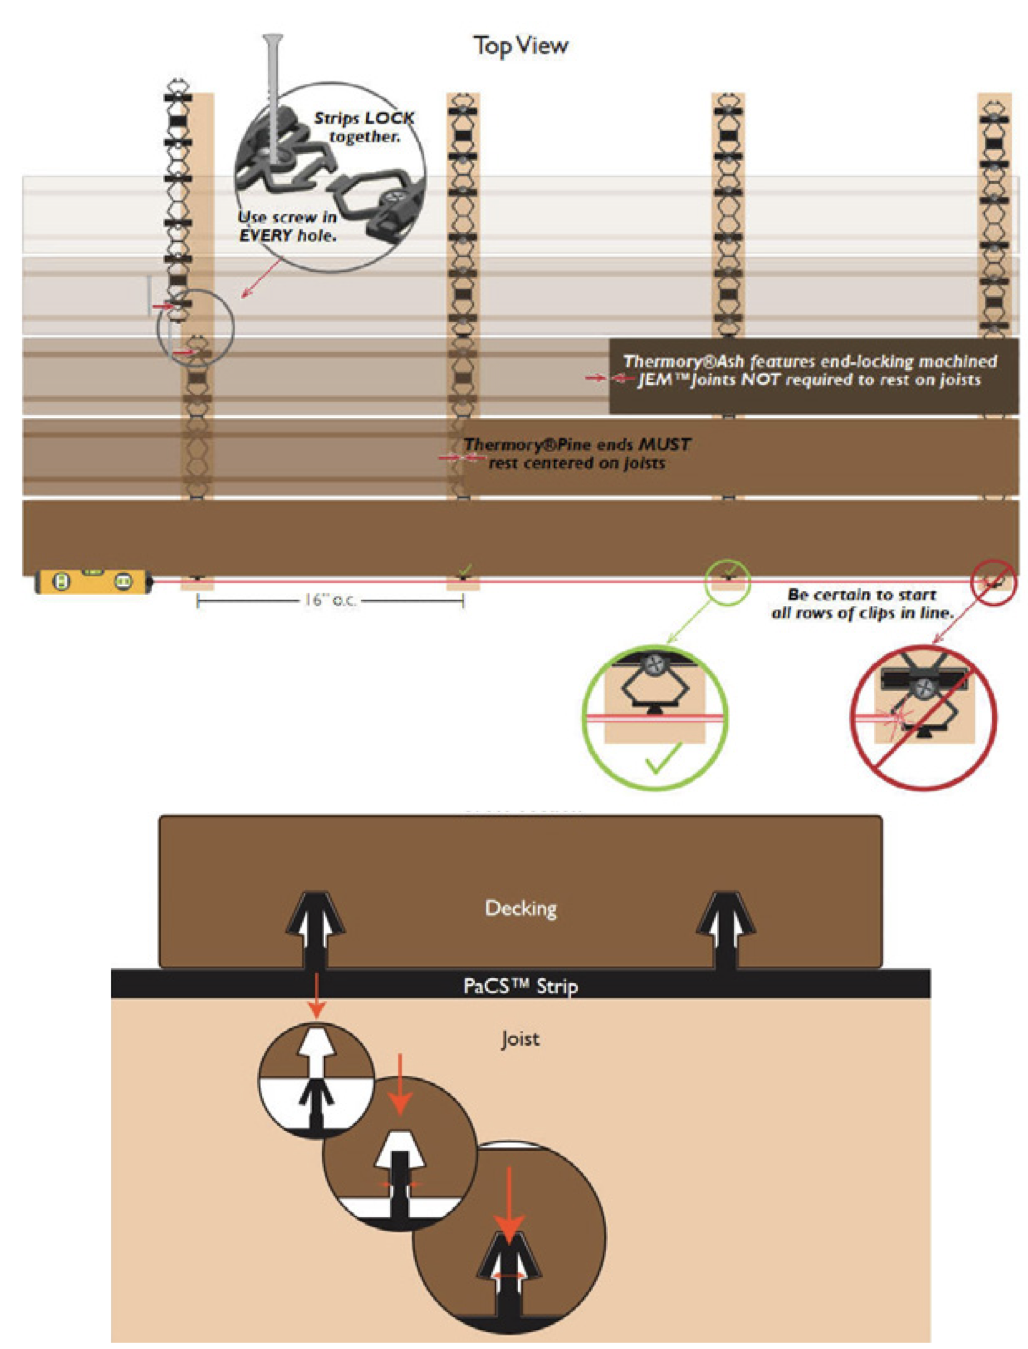 Top View
Strips LOCK
together.
Use screw in
EVERY hole.
Thermory®Ash features end-locking machined
JEM™Joints NOT required to rest on joists
Thermory®Pine ends MUST
rest centered on joists
16" o.c.
Be certain to start
all rows of clips in line.
Decking
PaCS™ Strip
Joist